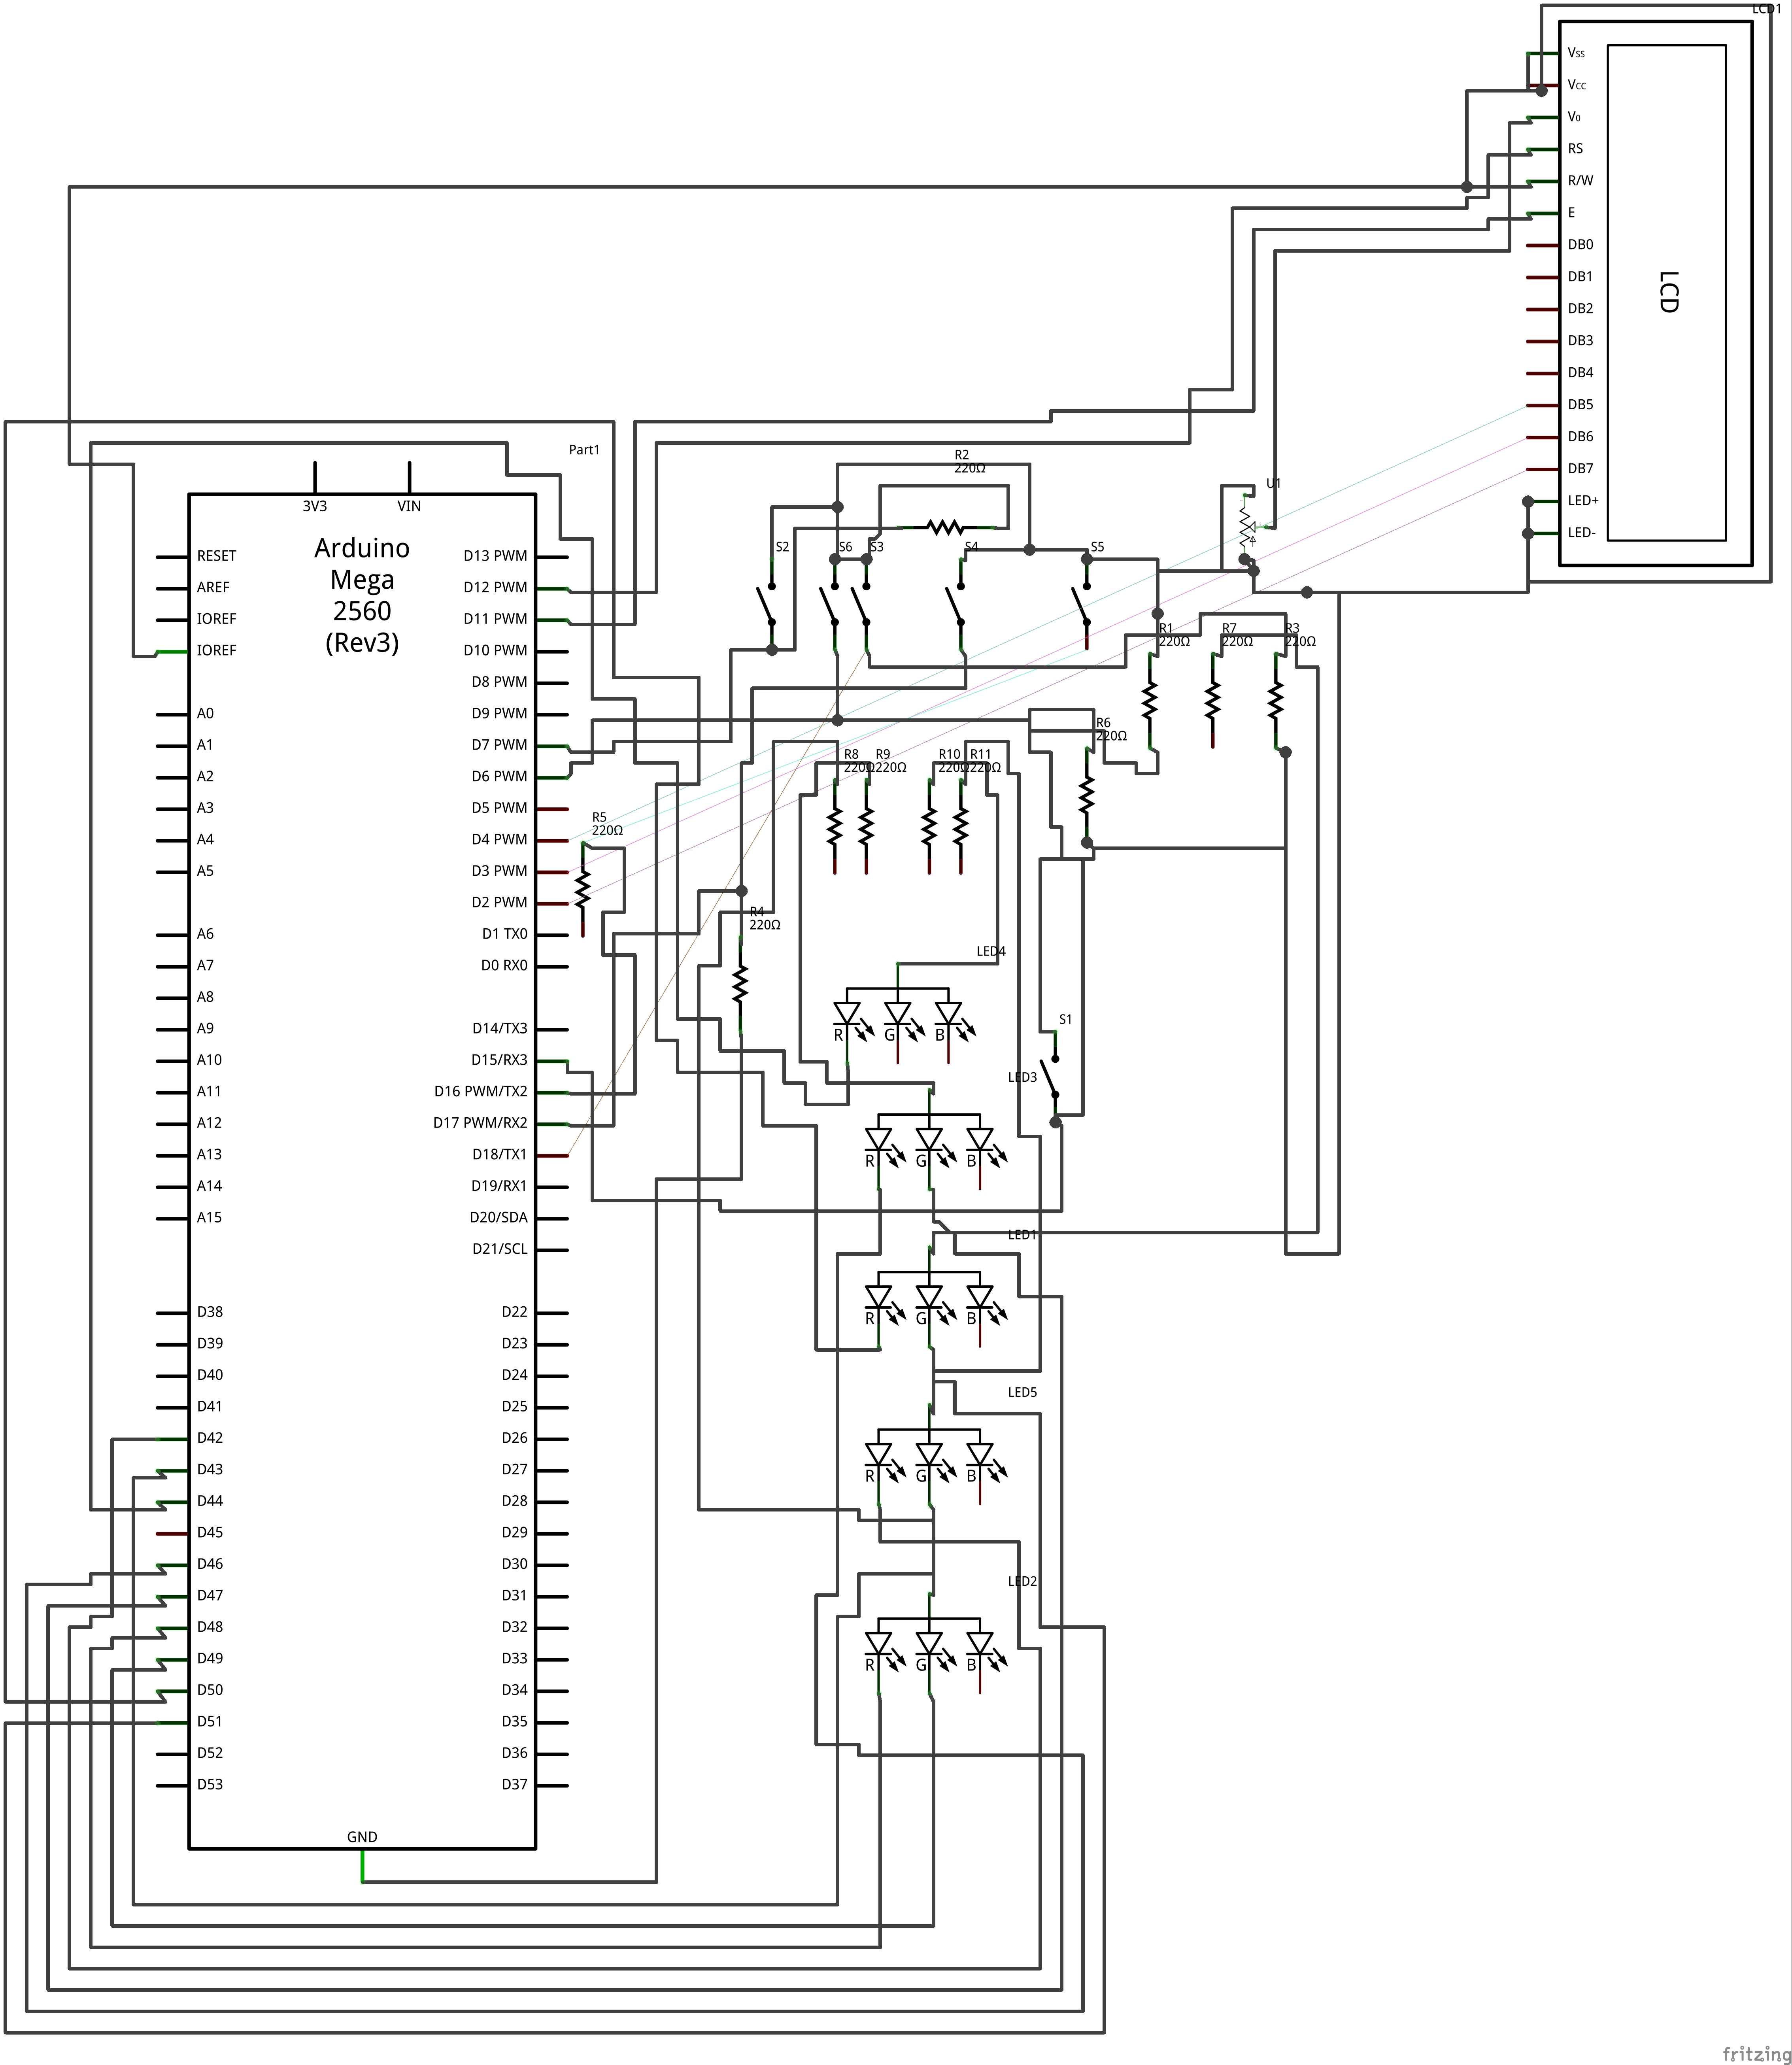 LCD1
Vss
Vcc
V0
RS
R/W
E
DB0
DB1
DB2
DB3
DB4
DB5
DB6
DB7
LED+
LED-
LCD
Part1
3V3
VIN
Arduino
Mega
2560
(Rev3)
RESET
AREF
IOREF
IOREF
A0
A1
A2
A3
A4
A5
A6
A7
A8
A9
A10
A11
A12
A13
A14
A15
D38
D39
D40
D41
D42
D43
D44
D45
D46
D47
D48
D49
D50
D51
D52
D53
D13 PWM
D12 PWM
D11 PWM
D10 PWM
D8 PWM
D9 PWM
D7 PWM
D6 PWM
D5 PWM
D4 PWM
D3 PWM
D2 PWM
D1 TX0
D0 RX0
D14/TX3
D15/RX3
D16 PWM/TX2
D17 PWM/RX2
D18/TX1
D19/RX1
D20/SDA
D21/SCL
D22
D23
D24
D25
D26
D27
D28
D29
D30
D31
D32
D33
D34
D35
D36
D37
GND
R2
220Ω
U1
S2
S6
S3
S4
S5
R1
220Ω
R7
220Ω
R3
220Ω
R6
220Ω
R8
220Ω
R9
220Ω
R10
220Ω
R11
220Ω
R5
220Ω
R4
220Ω
LED4
R G B
S1
LED3
R G B
LED1
R G B
LED5
R G B
LED2
R G B
fritzing